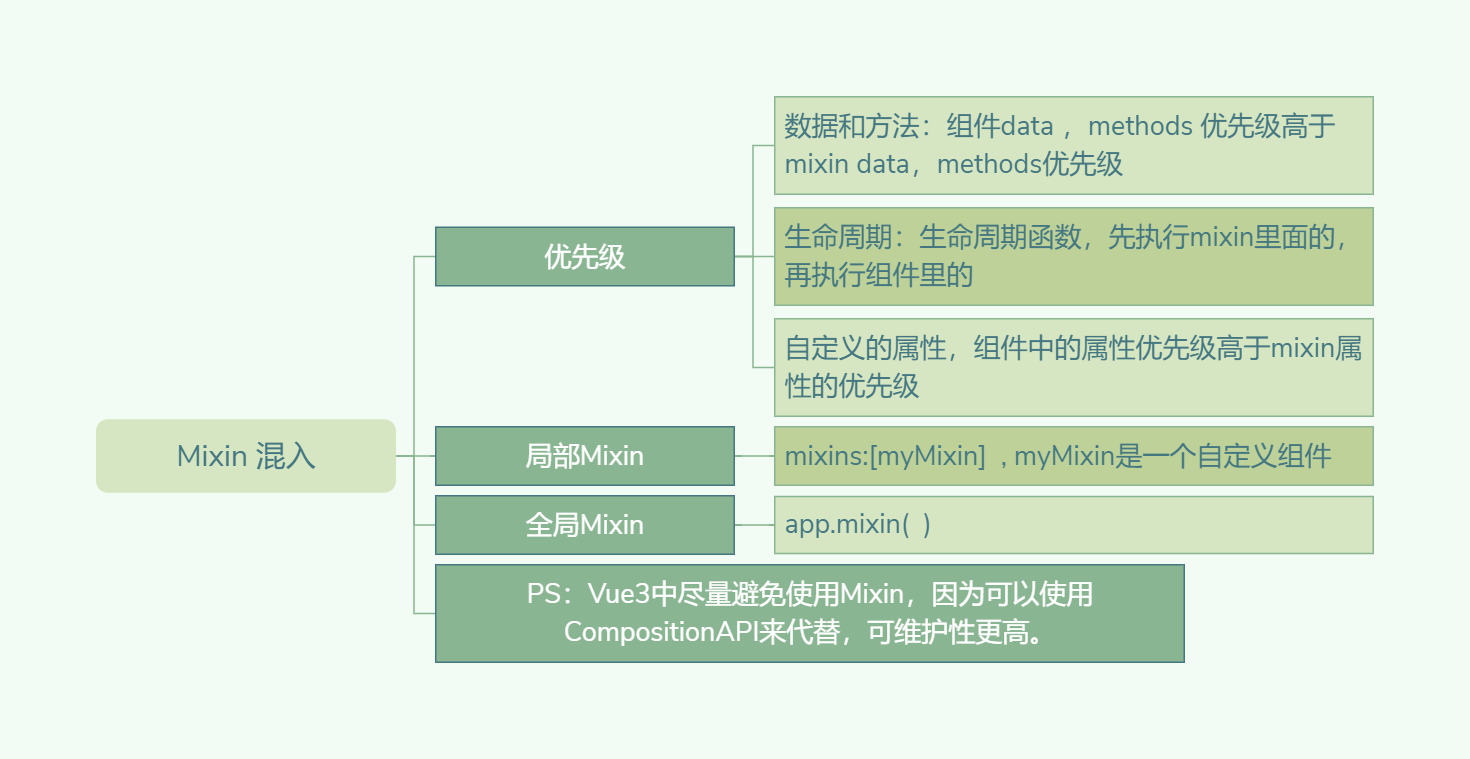 数据和方法：组件data ，methods 优先级高于
mixin data，methods优先级
优先级
生命周期：生命周期函数，先执行mixin里面的，
再执行组件里的
自定义的属性，组件中的属性优先级高于mixin属
性的优先级
Mixin 混入
局部Mixin
mixins:[myMixin] , myMixin是一个自定义组件
全局Mixin
app.mixin( )
PS：Vue3中尽量避免使用Mixin，因为可以使用
CompositionAPI来代替，可维护性更高。